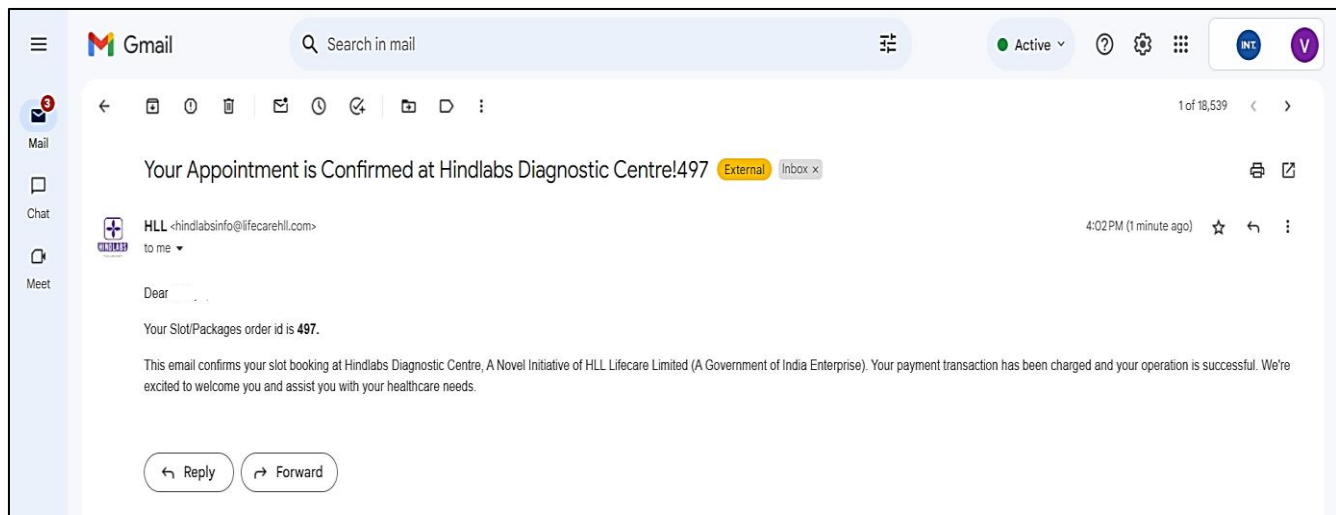 Gmail
Search in mail
Active
INT.
V
3
Mail
1 of 18,539
Your Appointment is Confirmed at Hindlabs Diagnostic Centre!497 External Inbox x
Chat
HLL <hindlabsinfo@lifecarehll.com>
4:02 PM (1 minute ago)
HINDLABS
to me
Meet
Dear
Your Slot/Packages order id is 497.
This email confirms your slot booking at Hindlabs Diagnostic Centre, A Novel Initiative of HLL Lifecare Limited (A Government of India Enterprise). Your payment transaction has been charged and your operation is successful. We're
excited to welcome you and assist you with your healthcare needs.
Reply
Forward